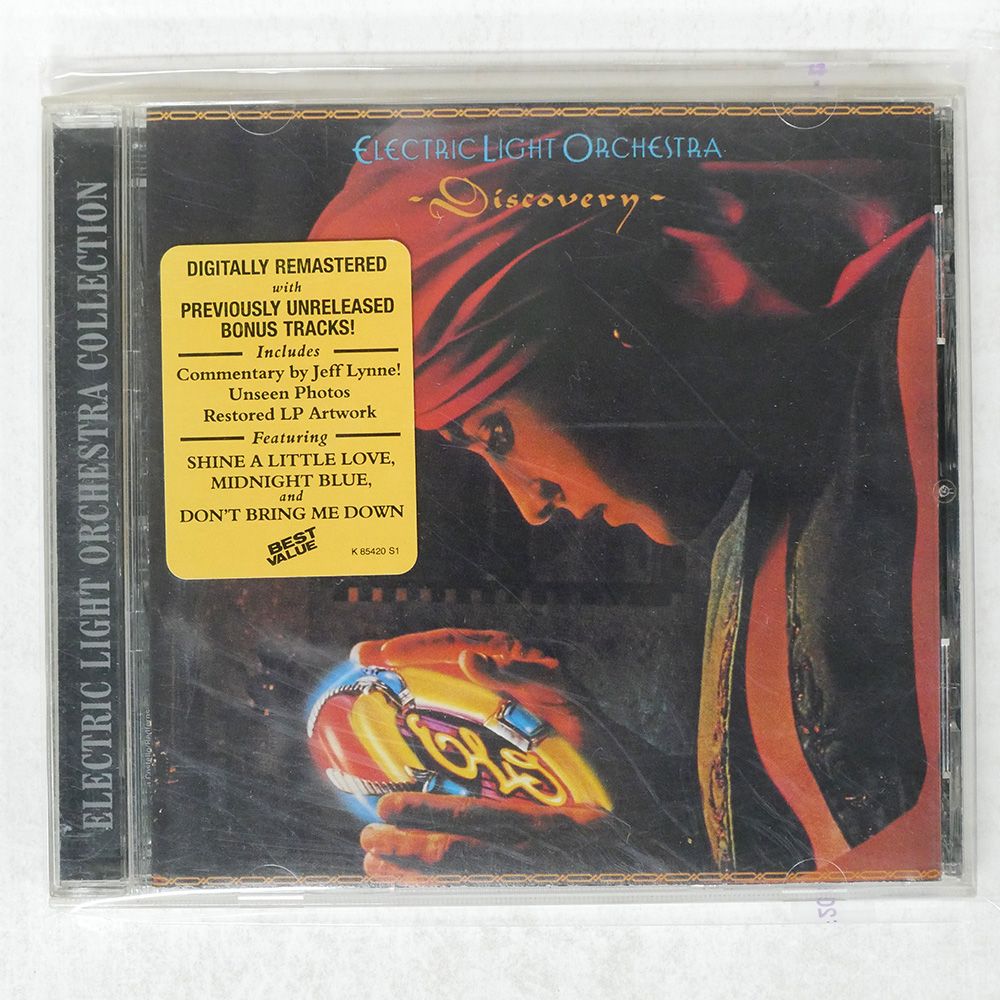 ELECTRIC LIGHT ORCHESTRA COLLECTION
ELECTRIC LIGHT ORCHESTRA
-Discovery-
DIGITALLY REMASTERED
with
PREVIOUSLY UNRELEASED
BONUS TRACKS!
Includes
Commentary by Jeff Lynne!
Unseen Photos
Restored LP Artwork
Featuring
SHINE A LITTLE LOVE,
MIDNIGHT BLUE,
and
DON'T BRING ME DOWN
BEST
VALUE
K 85420 S1